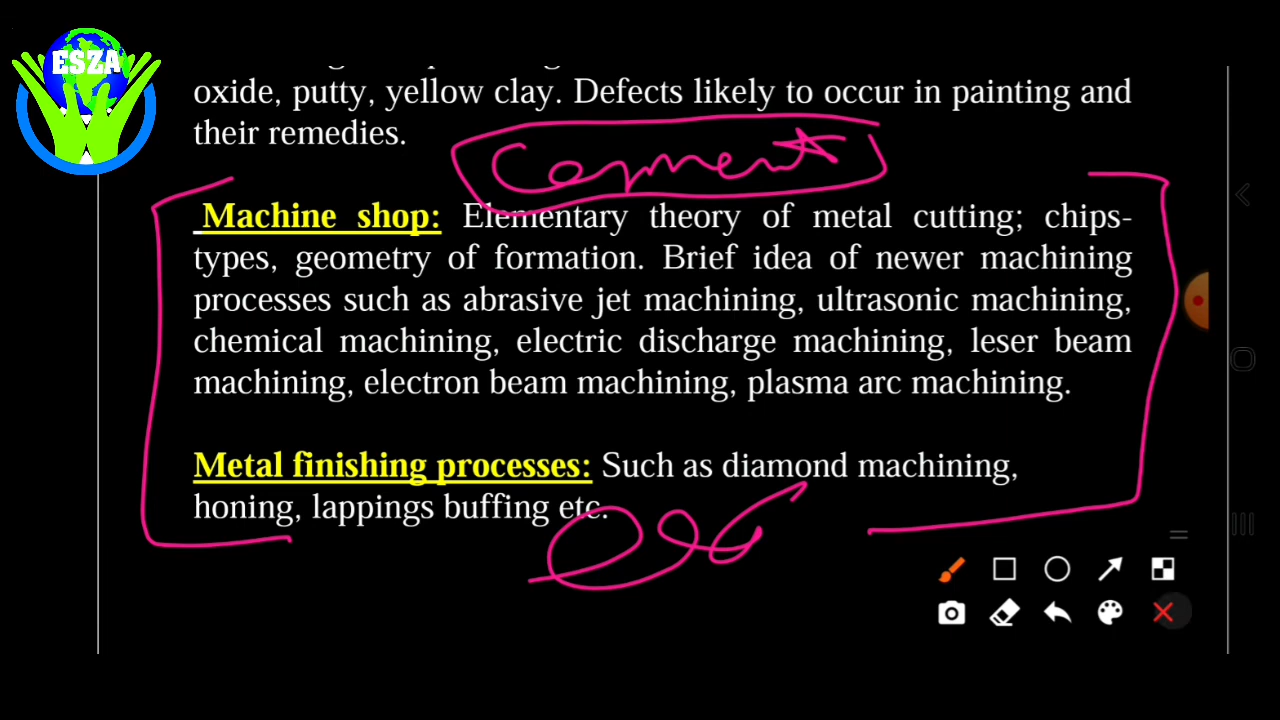 ESZA
oxide, putty, yellow clay. Defects likely to occur in painting and
their remedies.
Machine shop: Elementary theory of metal cutting; chips-
types, geometry of formation. Brief idea of newer machining
processes such as abrasive jet machining, ultrasonic machining,
chemical machining, electric discharge machining, leser beam
machining, electron beam machining, plasma arc machining.
Metal finishing processes: Such as diamond machining,
honing, lappings buffing etc.